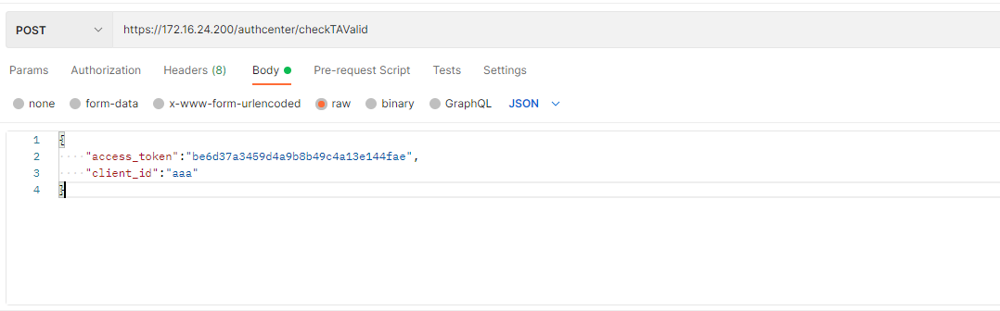 POST https://172.16.24.200/authcenter/checkTAValid
Params Authorization Headers (8) Body Pre-request Script Tests Settings
none form-data x-www-form-urlencoded raw binary GraphQL JSON
1 {
2 "access_token":"be6d37a3459d4a9b8b49c4a13e144fae",
3 "client_id":"aaa"
4 }